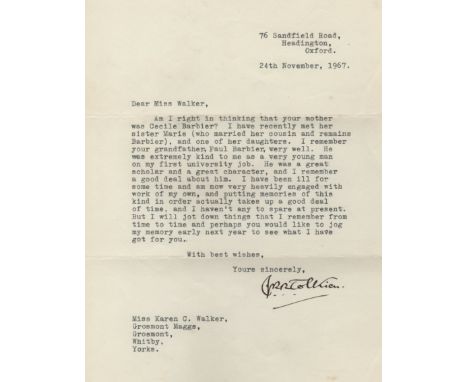 76 Sandfield Road,
Headington,
Oxford.
24th November, 1967.
Dear Miss Walker,
Am I right in thinking that your mother
was Cecile Barbier? I have recently met her
sister Marie (who married her cousin and remains
Barbier), and one of her daughters. I remember
your grandfather, Paul Barbier, very well. He
was extremely kind to me as a very young man
on my first university job. He was a great
scholar and a great character, and I remember
a good deal about him. I have been ill for
some time and am now very heavily engaged with
work of my own, and putting memories of this
kind in order actually takes up a good deal
of time, and I haven't any to spare at present.
But I will jot down things that I remember from
time to time and perhaps you would like to jog
my memory early next year to see what I have
got for you.
With best wishes,
Yours sincerely,
J.R.R. Tolkien.
Miss Karen C. Walker,
Grosmont Maggs,
Grosmont,
Whitby,
Yorks.